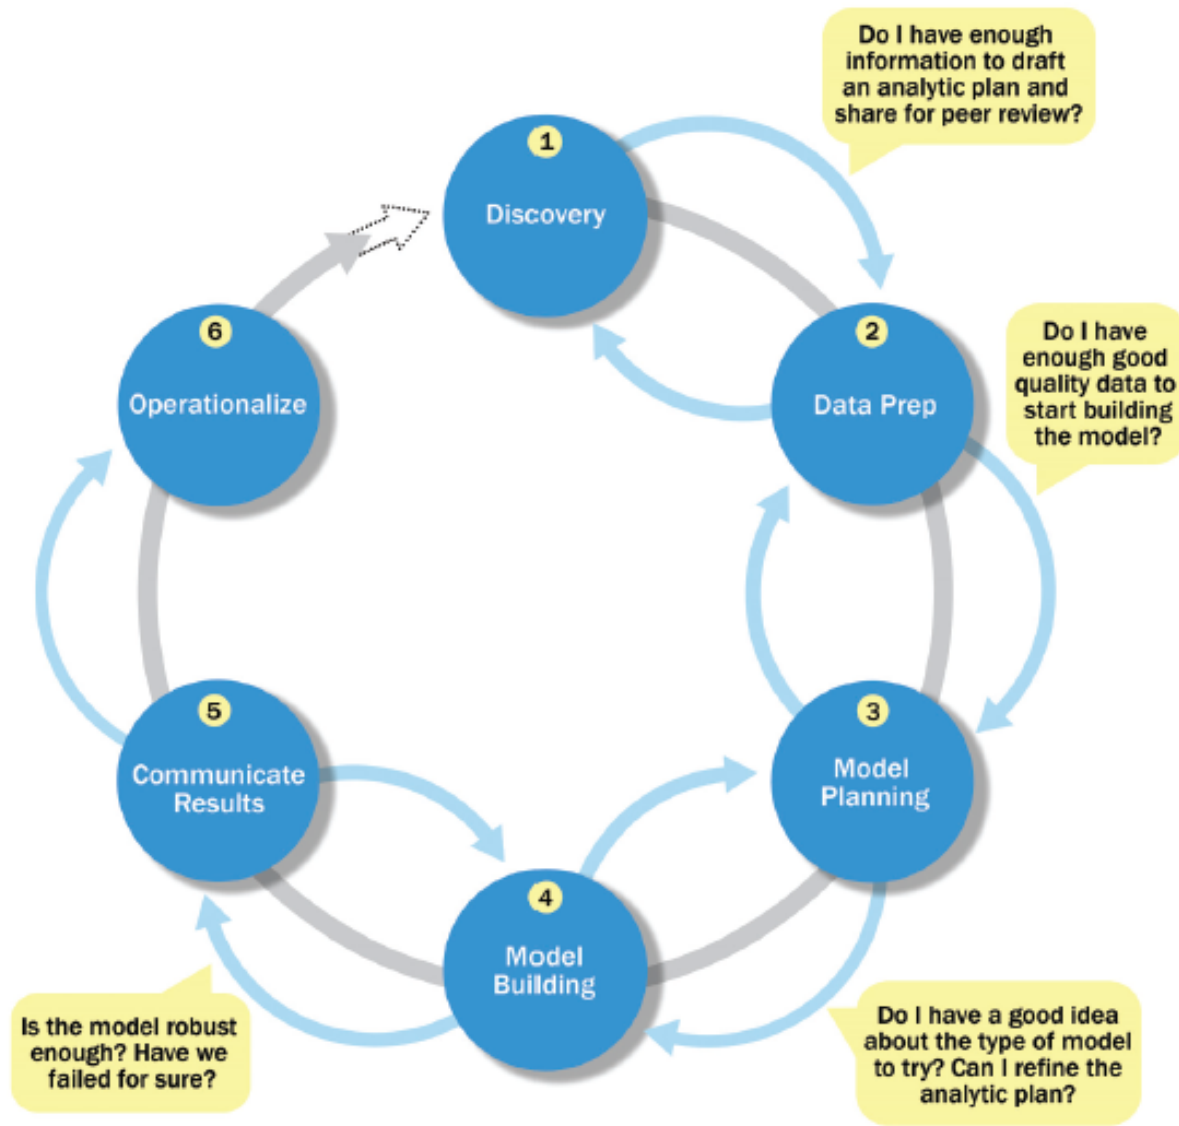 Do I have enough
information to draft
an analytic plan and
share for peer review?
1
Discovery
2
Data Prep
Do I have
enough good
quality data to
start building
the model?
3
Model
Planning
Do I have a good idea
about the type of model
to try? Can I refine the
analytic plan?
4
Model
Building
Is the model robust
enough? Have we
failed for sure?
5
Communicate
Results
6
Operationalize